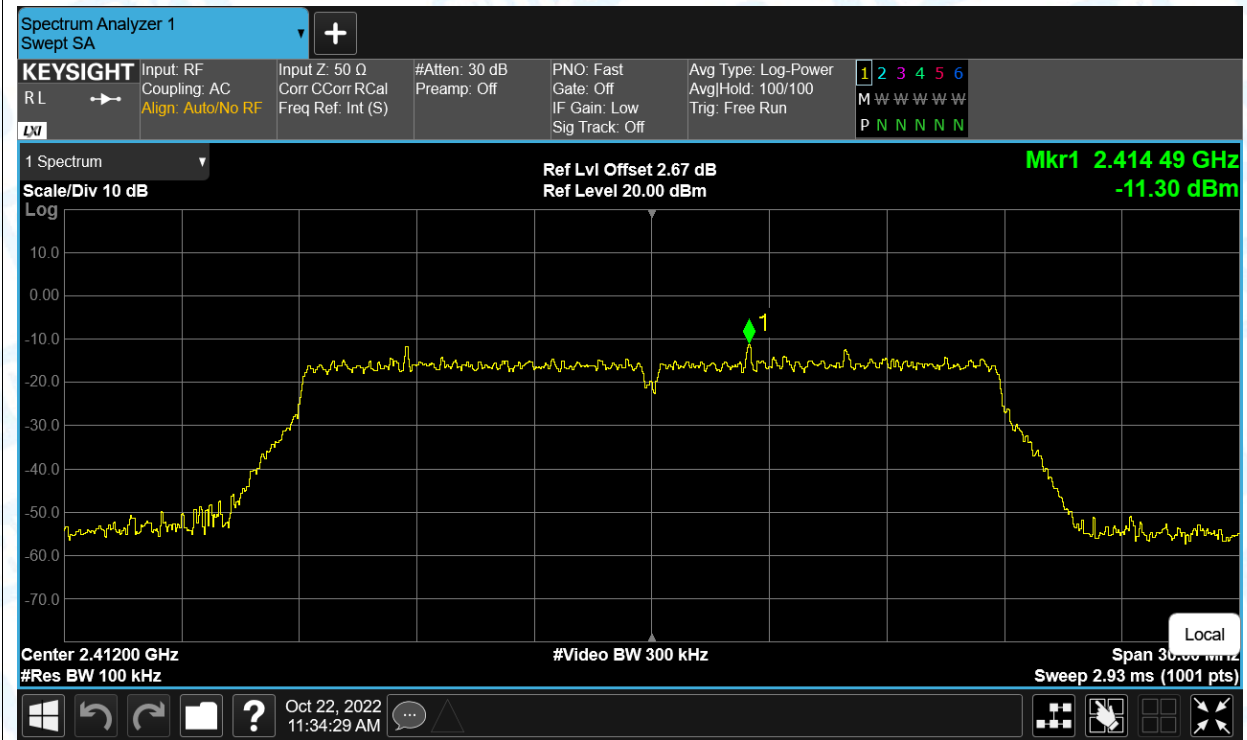 Spectrum Analyzer 1
Swept SA
KEYSIGHT
R L
LXI
Input: RF
Coupling: AC
Align: Auto/No RF
Input Z: 50 Ω
Corr CCorr RCal
Freq Ref: Int (S)
#Atten: 30 dB
Preamp: Off
PNO: Fast
Gate: Off
IF Gain: Low
Sig Track: Off
Avg Type: Log-Power
Avg|Hold: 100/100
Trig: Free Run
1 2 3 4 5 6
M W W W W W
P N N N N N
1 Spectrum
Scale/Div 10 dB
Ref Lvl Offset 2.67 dB
Ref Level 20.00 dBm
Mkr1 2.414 49 GHz
-11.30 dBm
Log
10.0
0.00
-10.0
-20.0
-30.0
-40.0
-50.0
-60.0
-70.0
1
Local
Center 2.41200 GHz
#Video BW 300 kHz
Span 30.00 MHz
#Res BW 100 kHz
Sweep 2.93 ms (1001 pts)
?
Oct 22, 2022
11:34:29 AM